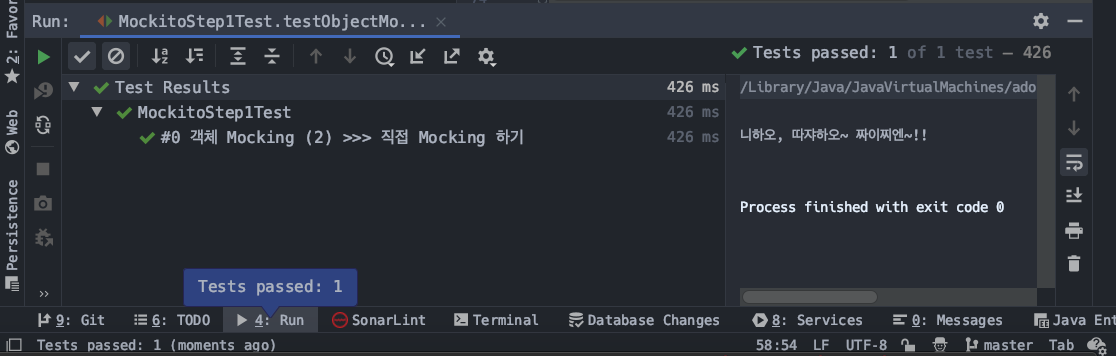 Run: MockitoStep1Test.testObjectMo...
Tests passed: 1 of 1 test – 426
Test Results 426 ms
MockitoStep1Test 426 ms
#0 객체 Mocking (2) >>> 직접 Mocking 하기 426 ms
/Library/Java/JavaVirtualMachines/ado
니하오, 따쟈하오~ 짜이찌엔~!!
Process finished with exit code 0
2: Favor
Web
Persistence
Tests passed: 1
9: Git 6: TODO 4: Run SonarLint Terminal Database Changes 8: Services 0: Messages Java Ent
Tests passed: 1 (moments ago) 58:54 LF UTF-8 master Tab